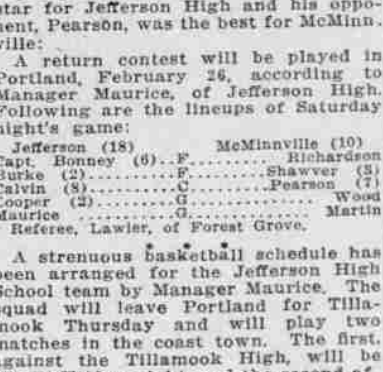 star for Jefferson High and his oppo-
nent, Pearson, was the best for McMinn-
ville:
A return contest will be played in
Portland, February 26, according to
Manager Maurice, of Jefferson High.
Following are the lineups of Saturday
night's game:
Jefferson (18) McMinnville (10)
Capt. Bonney (6)..F......... Richardson
Burke (2).........F........Shawver (3)
Calvin (8).........C........Pearson (7)
Cooper (2).........G.......... Wood
Maurice ...........G.......... Martin
Referee, Lawler, of Forest Grove.
A strenuous basketball schedule has
been arranged for the Jefferson High
School team by Manager Maurice. The
squad will leave Portland for Tilla-
mook Thursday and will play two
matches in the coast town. The first,
against the Tillamook High, will be